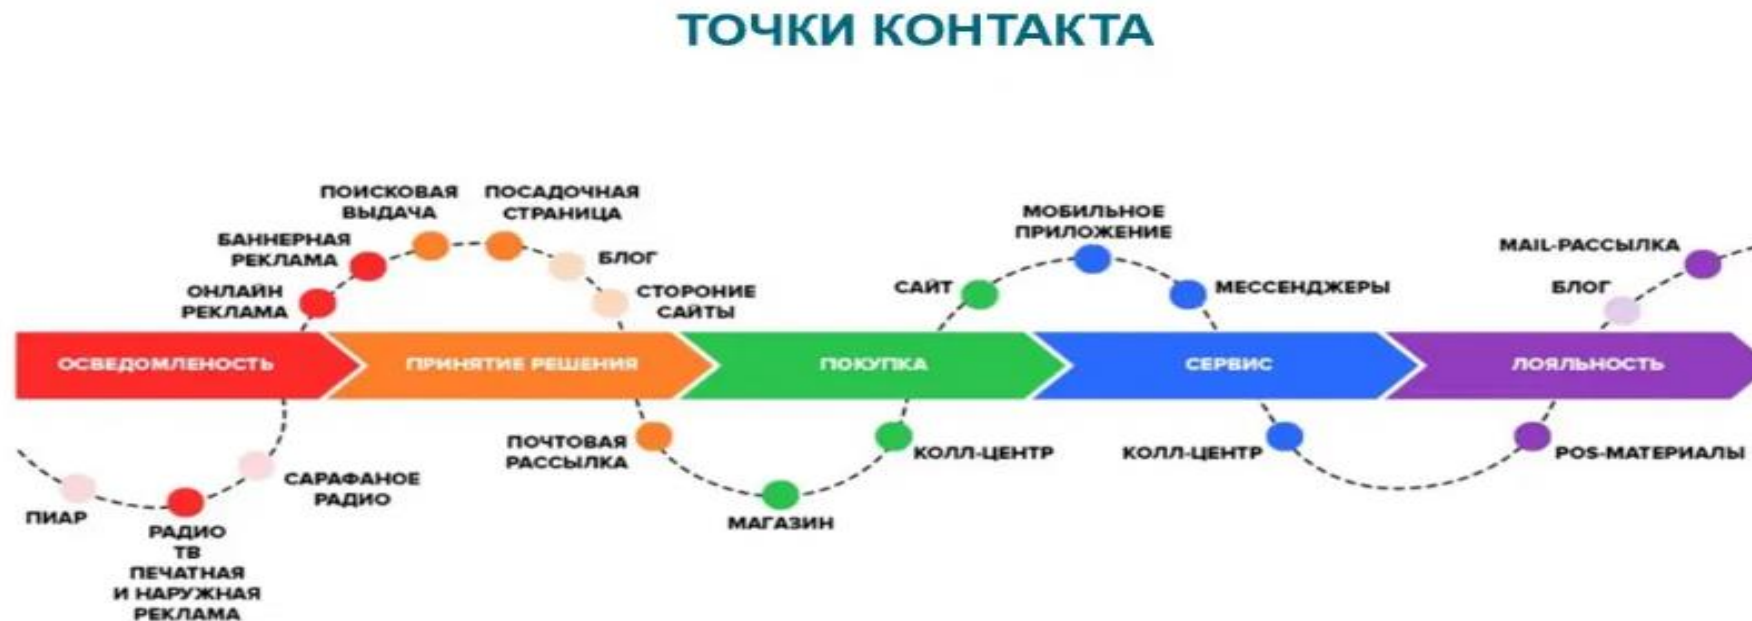 ТОЧКИ КОНТАКТА
ПОИСКОВАЯ
ВЫДАЧА
ПОСАДОЧНАЯ
СТРАНИЦА
БАННЕРНАЯ
РЕКЛАМА
БЛОГ
ОНЛАЙН
РЕКЛАМА
СТОРОНИЕ
САЙТЫ
САЙТ
МОБИЛЬНОЕ
ПРИЛОЖЕНИЕ
МЕССЕНДЖЕРЫ
MAIL-РАССЫЛКА
БЛОГ
ОСВЕДОМЛЕНОСТЬ
ПРИНЯТИЕ РЕШЕНИЯ
ПОКУПКА
СЕРВИС
ЛОЯЛЬНОСТЬ
ПИАР
РАДИО
ТВ
ПЕЧАТНАЯ
И НАРУЖНАЯ
РЕКЛАМА
САРАФАНОЕ
РАДИО
ПОЧТОВАЯ
РАССЫЛКА
МАГАЗИН
КОЛЛ-ЦЕНТР
КОЛЛ-ЦЕНТР
POS-МАТЕРИАЛЫ